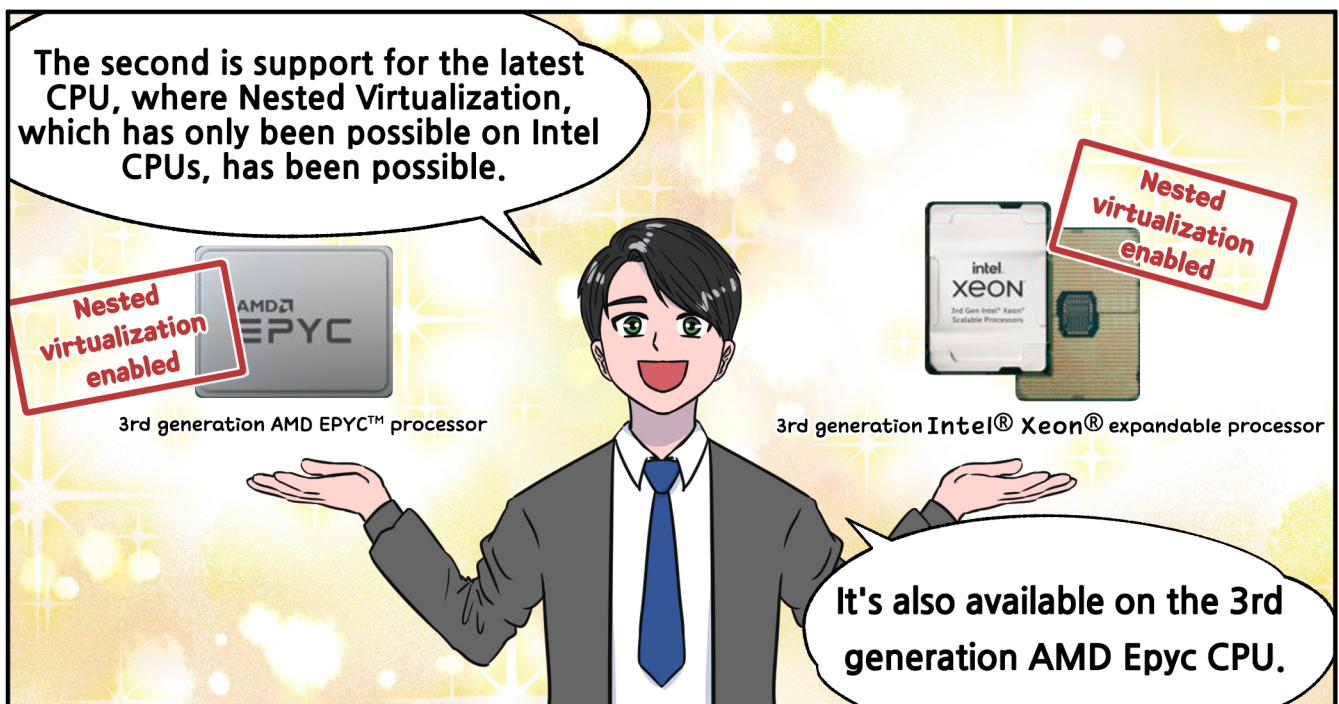 The second is support for the latest
CPU, where Nested Virtualization,
which has only been possible on Intel
CPUs, has been possible.
Nested
virtualization
enabled
AMD
EPYC
3rd generation AMD EPYC™ processor
Nested
virtualization
enabled
intel.
XEON
3rd Gen Intel® Xeon®
Scalable Processors
3rd generation Intel® Xeon® expandable processor
It's also available on the 3rd
generation AMD Epyc CPU.